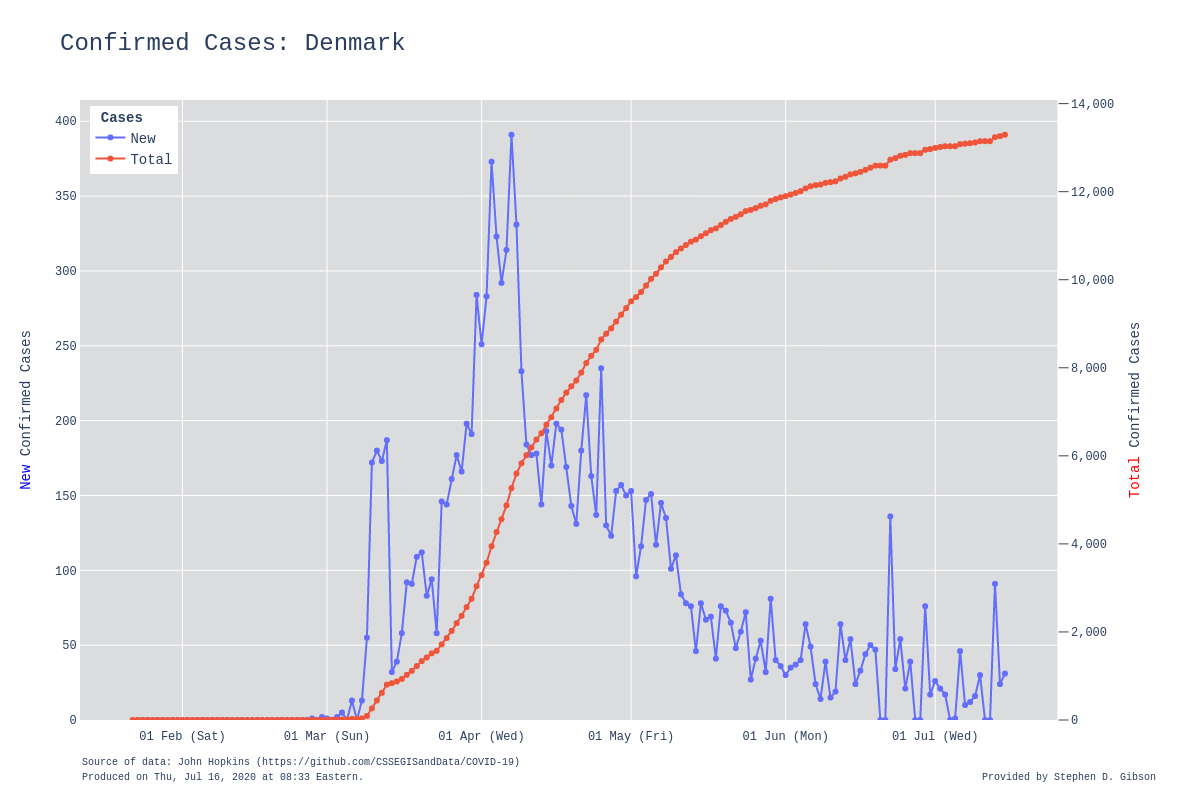 Confirmed Cases: Denmark
Cases
New
Total
400
350
300
250
200
150
100
50
0
14,000
12,000
10,000
8,000
6,000
4,000
2,000
0
New Confirmed Cases
Total Confirmed Cases
01 Feb (Sat)
01 Mar (Sun)
01 Apr (Wed)
01 May (Fri)
01 Jun (Mon)
01 Jul (Wed)
Source of data: John Hopkins (https://github.com/CSSEGISandData/COVID-19)
Produced on Thu, Jul 16, 2020 at 08:33 Eastern.
Provided by Stephen D. Gibson